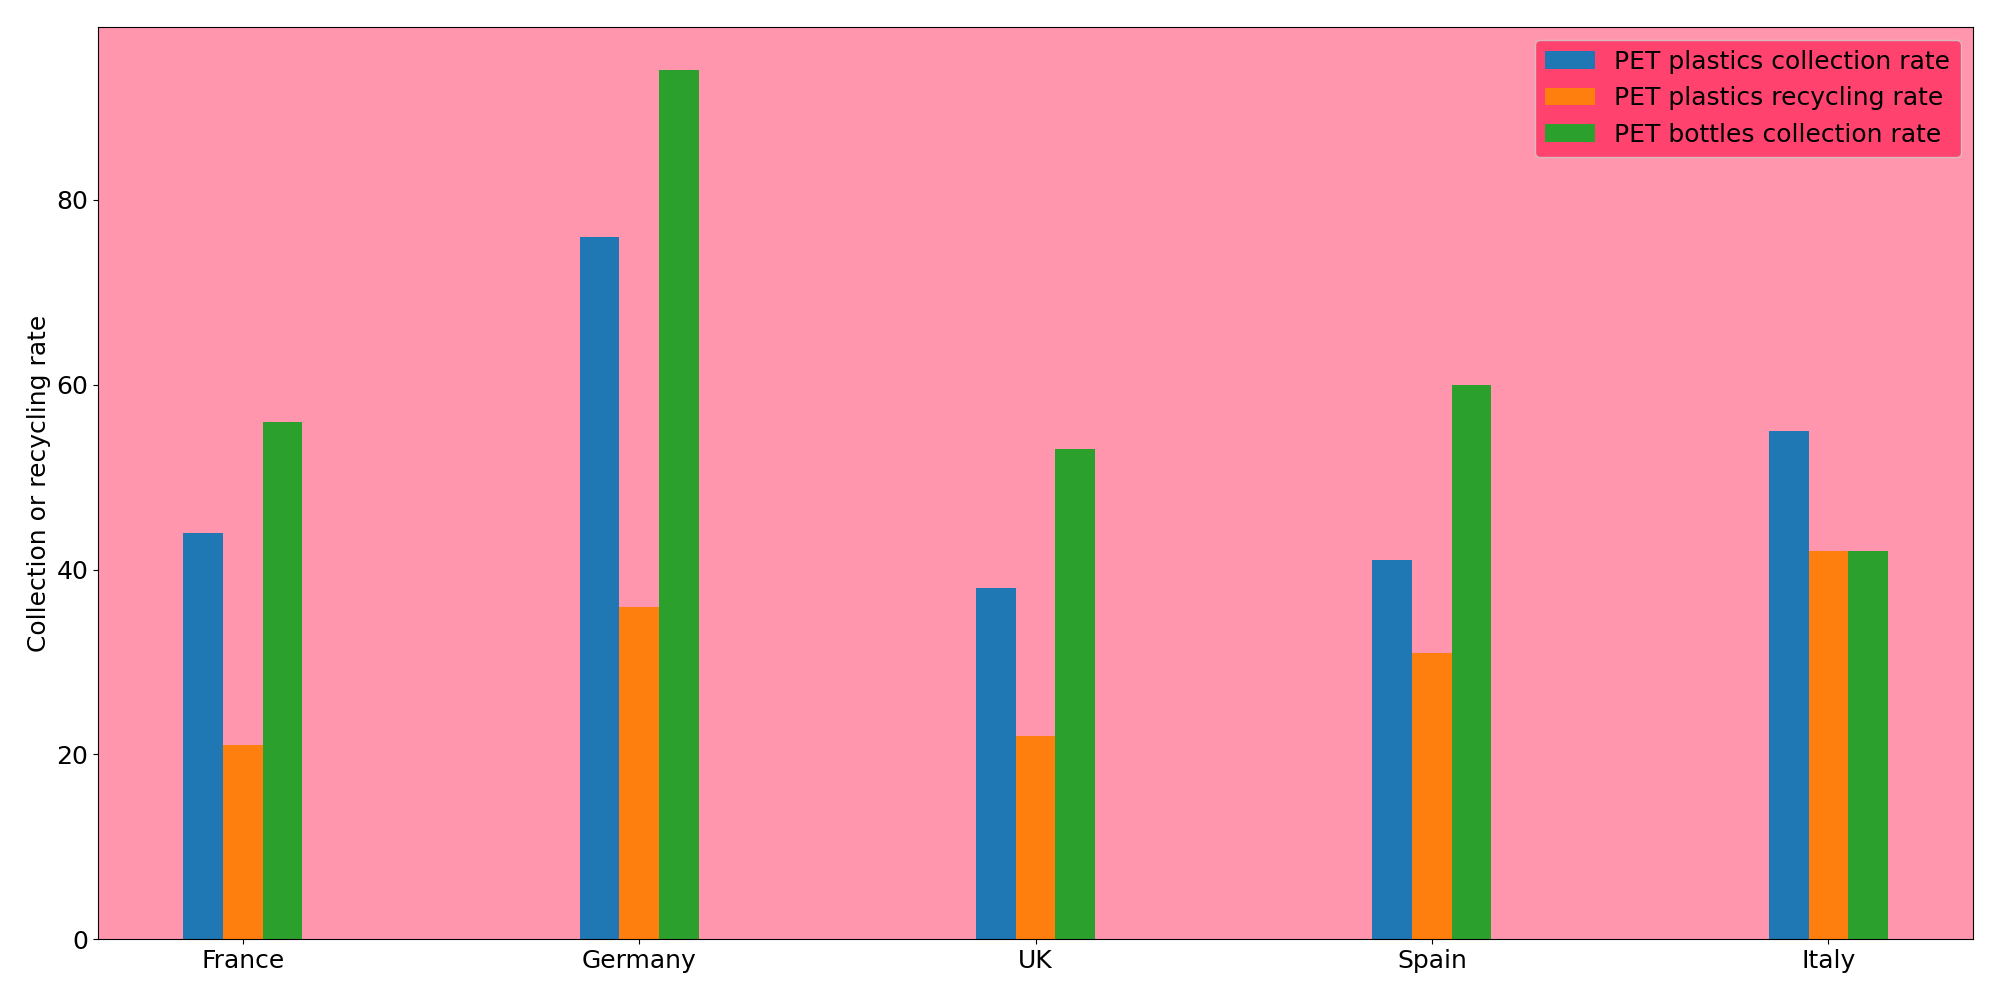 PET plastics collection rate
PET plastics recycling rate
PET bottles collection rate
Collection or recycling rate
80
60
40
20
0
France
Germany
UK
Spain
Italy